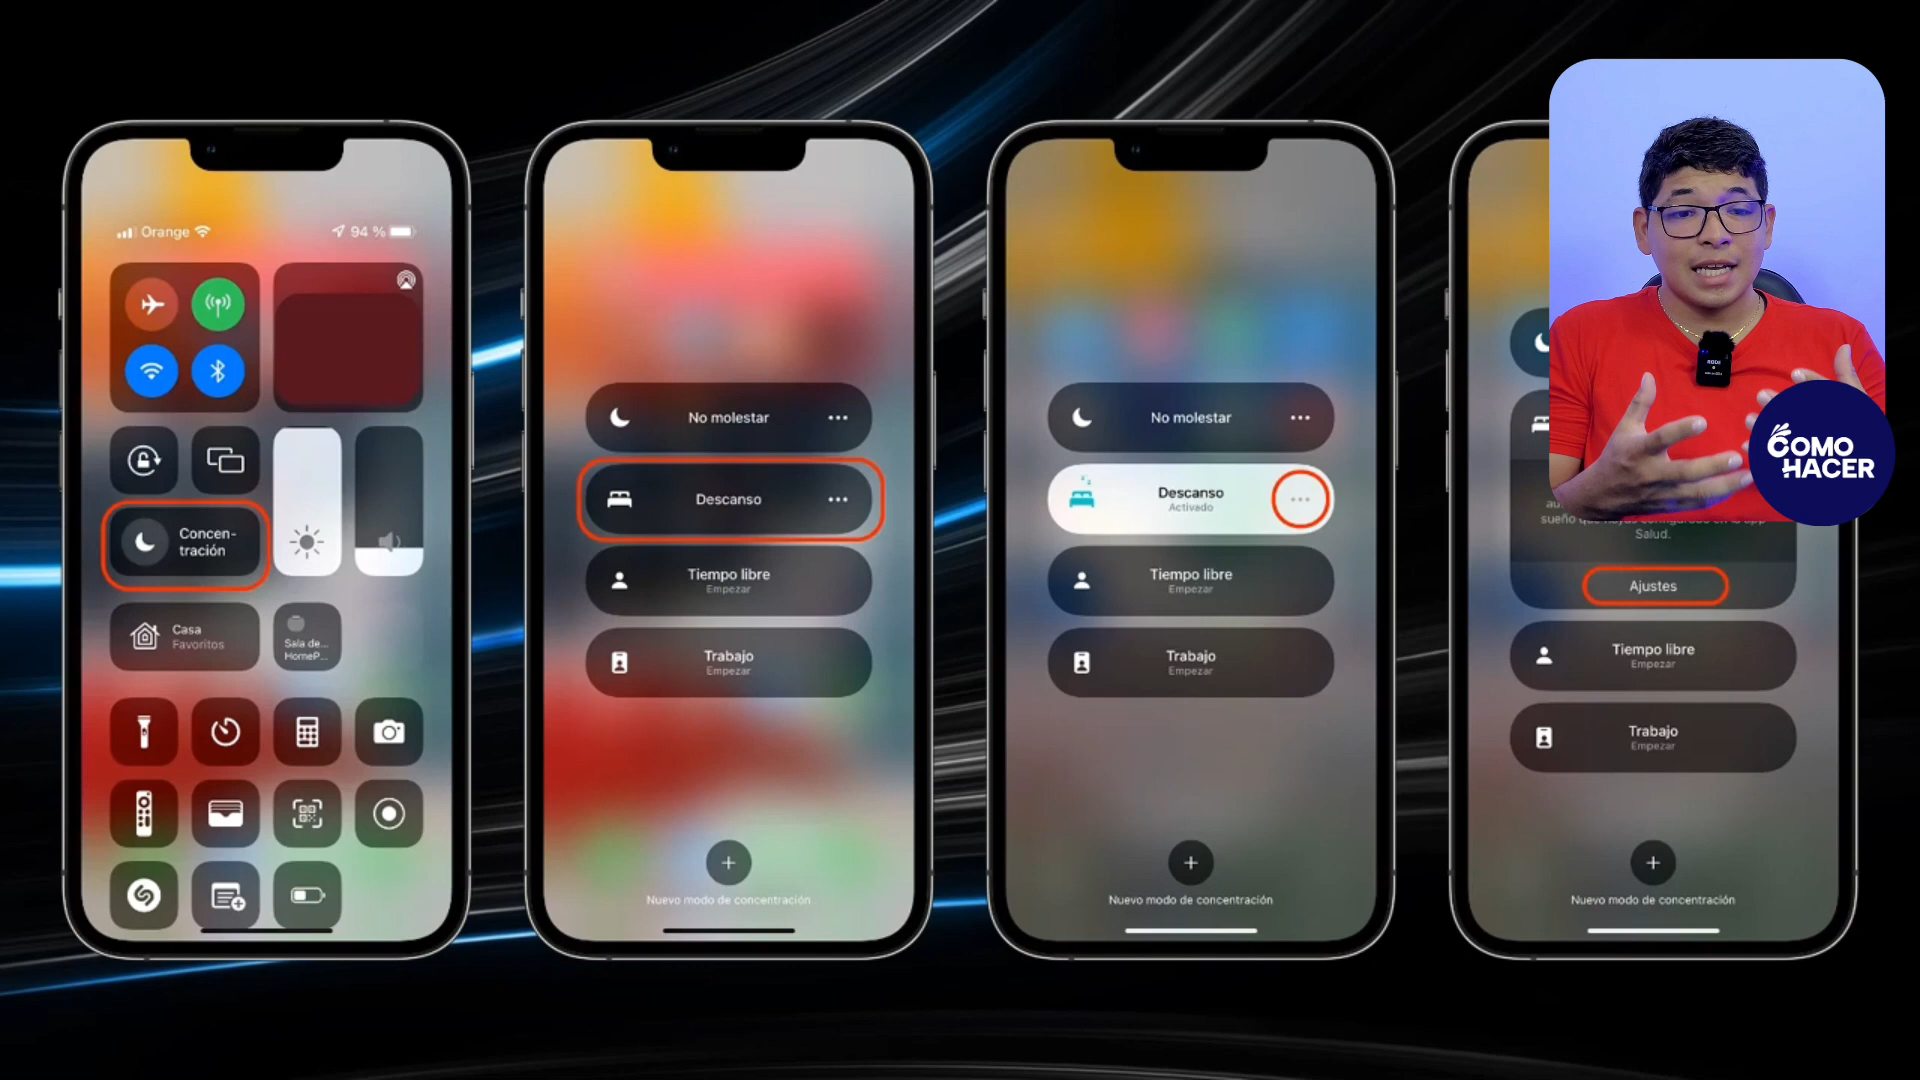 Orange
94 %
Concen-
tración
Casa
Favoritos
Sala de...
HomeP...
No molestar
Descanso
Tiempo libre
Empezar
Trabajo
Empezar
Nuevo modo de concentración
No molestar
Descanso
Activado
Tiempo libre
Empezar
Trabajo
Empezar
Nuevo modo de concentración
Salud.
Ajustes
Tiempo libre
Empezar
Trabajo
Empezar
Nuevo modo de concentración
RODE
COMO
HACER